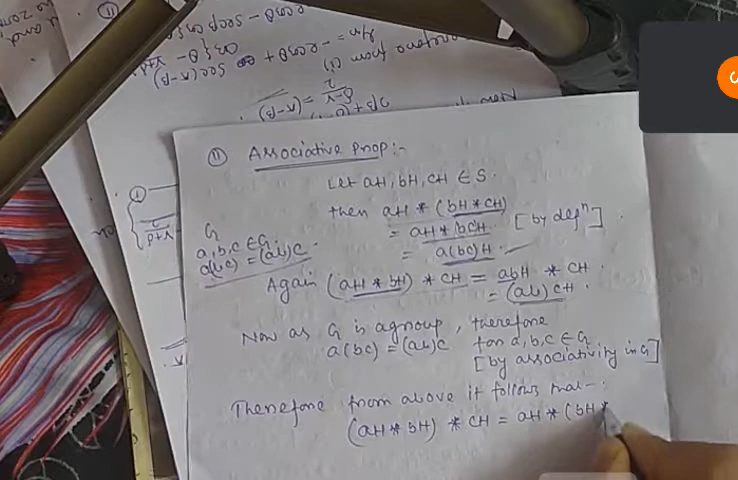 (ii) Associative prop:-
Let aH, bH, cH ∈ S.
then aH * (bH * cH)
= aH * bcH [by defⁿ].
= a(bc)H.
G
a, b, c ∈ G
a(bc) = (ab)c.
Again (aH * bH) * cH = abH * cH.
= (ab)cH.
Now as G is a group, therefore
a(bc) = (ab)c for a, b, c ∈ G
[by associativity in G]
Therefore from above it follows that-:
(aH * bH) * cH = aH * (bH *